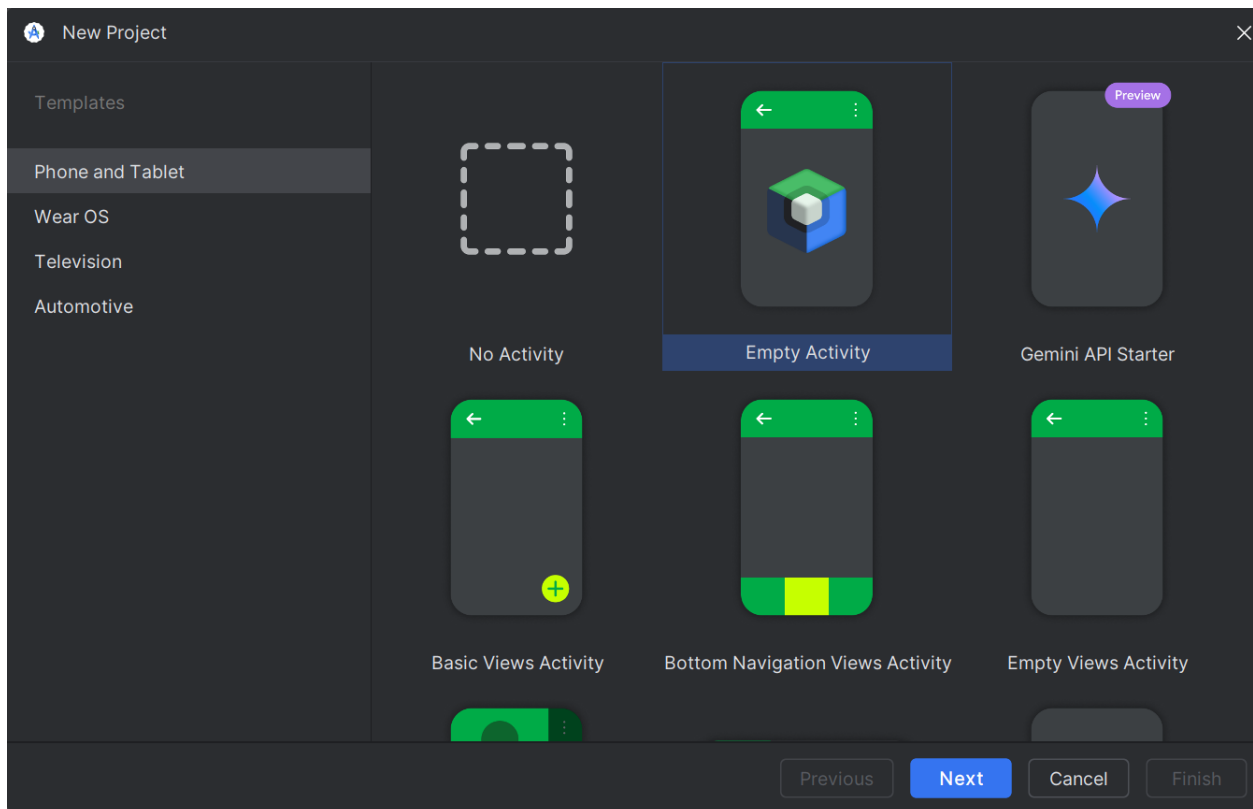 New Project
Templates
Phone and Tablet
Wear OS
Television
Automotive
Preview
No Activity
Empty Activity
Gemini API Starter
Basic Views Activity
Bottom Navigation Views Activity
Empty Views Activity
Previous
Next
Cancel
Finish